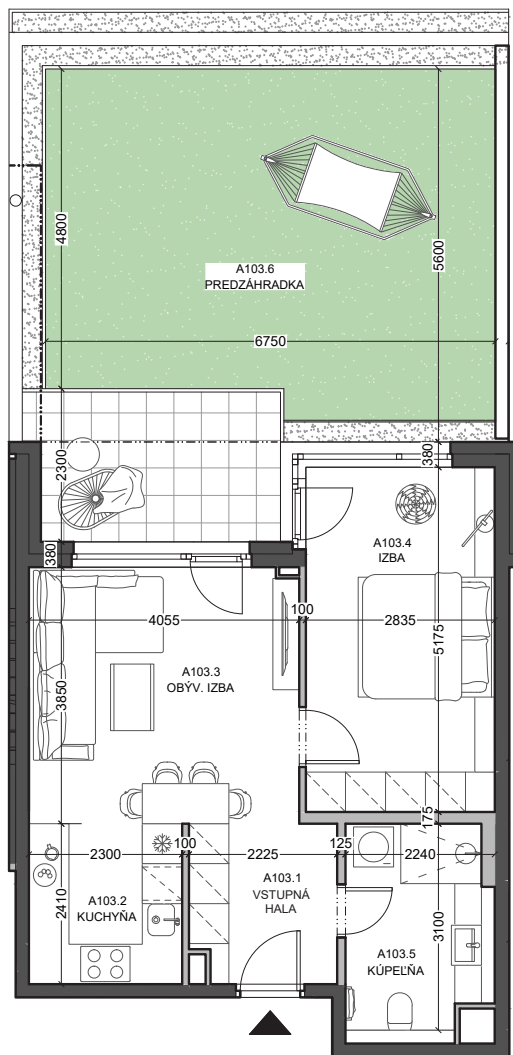 4800
5600
A103.6
PREDZÁHRADKA
6750
2300
380
380
A103.4
IZBA
4055
100
2835
5175
A103.3
OBÝV. IZBA
3850
175
2300
100
2225
125
2240
A103.1
VSTUPNÁ
HALA
A103.2
KUCHYŇA
2410
3100
A103.5
KÚPEĽŇA